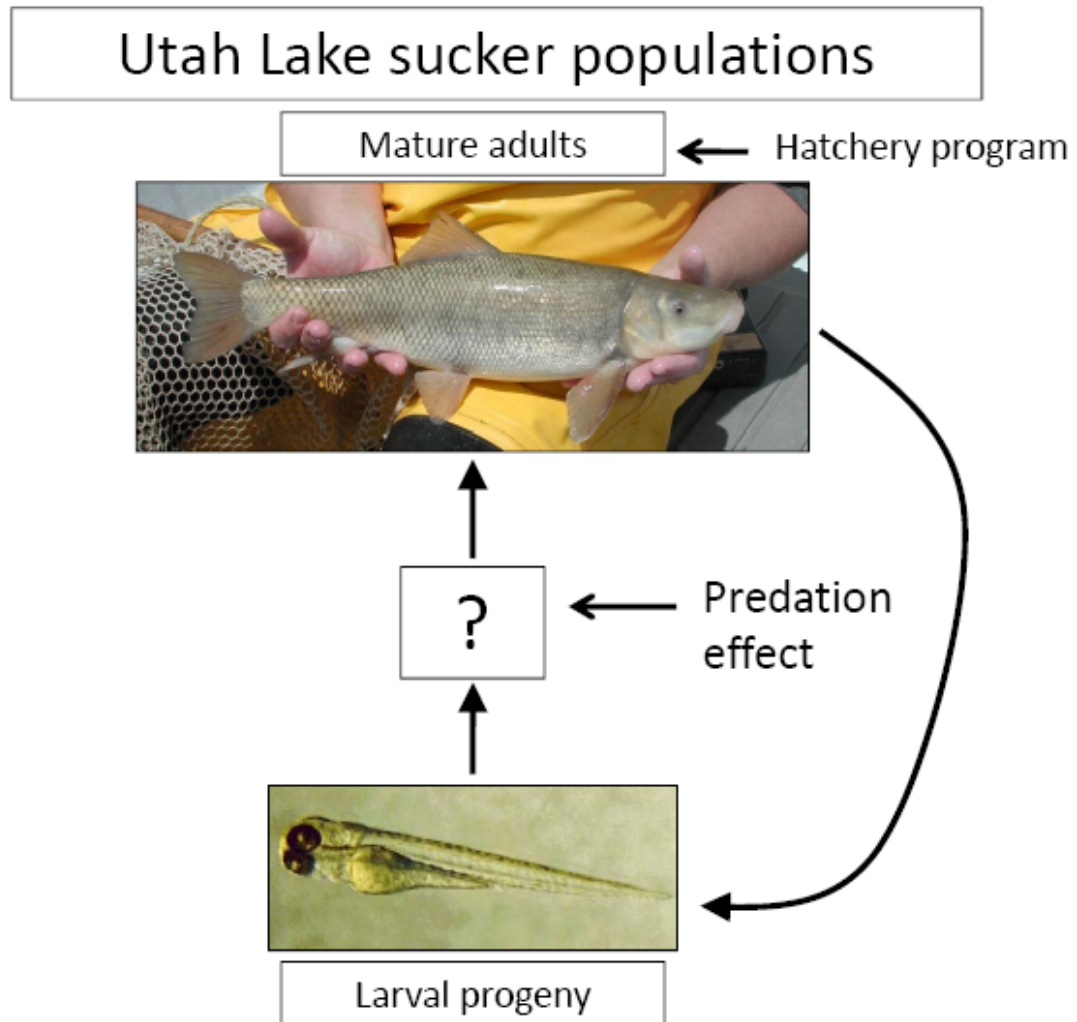 Utah Lake sucker populations
Mature adults
Hatchery program
?
Predation
effect
Larval progeny